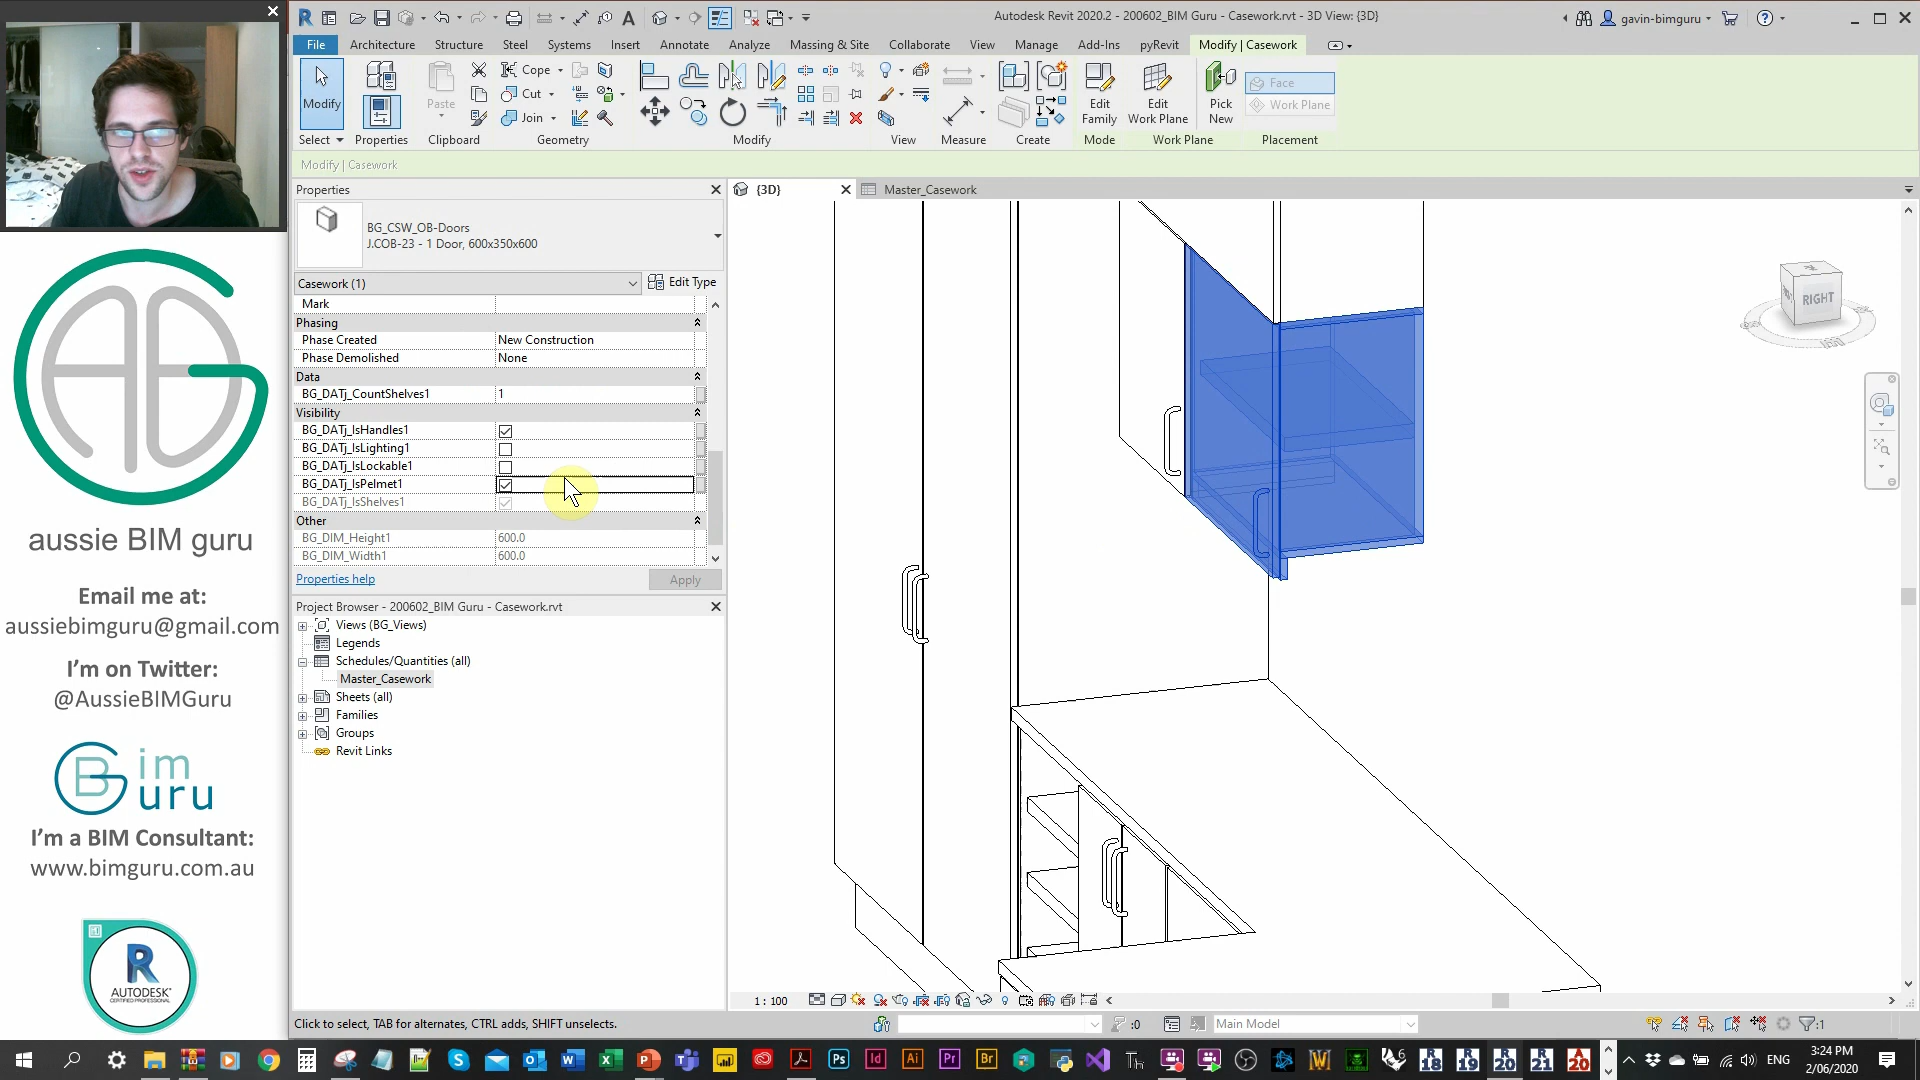 Autodesk Revit 2020.2 - 200602_BIM Guru - Casework.rvt - 3D View: {3D}
gavin-bimguru
File
Architecture
Structure
Steel
Systems
Insert
Annotate
Analyze
Massing & Site
Collaborate
View
Manage
Add-Ins
pyRevit
Modify | Casework
Modify
Paste
Cope
Cut
Join
Edit Family
Edit Work Plane
Pick New
Face
Work Plane
Select
Properties
Clipboard
Geometry
Modify
View
Measure
Create
Mode
Work Plane
Placement
Modify | Casework
Properties
BG_CSW_OB-Doors
J.COB-23 - 1 Door, 600x350x600
Casework (1)
Edit Type
Mark
Phasing
Phase Created New Construction
Phase Demolished None
Data
BG_DATj_CountShelves1 1
Visibility
BG_DATj_IsHandles1
BG_DATj_IsLighting1
BG_DATj_IsLockable1
BG_DATj_IsPelmet1
BG_DATj_IsShelves1
Other
BG_DIM_Height1 600.0
BG_DIM_Width1 600.0
Properties help
Apply
Project Browser - 200602_BIM Guru - Casework.rvt
Views (BG_Views)
Legends
Schedules/Quantities (all)
Master_Casework
Sheets (all)
Families
Groups
Revit Links
{3D}
Master_Casework
RIGHT
1 : 100
Click to select, TAB for alternates, CTRL adds, SHIFT unselects.
:0
Main Model
:1
aussie BIM guru
Email me at:
aussiebimguru@gmail.com
I'm on Twitter:
@AussieBIMGuru
Bim
Guru
I'm a BIM Consultant:
www.bimguru.com.au
R
AUTODESK
CERTIFIED PROFESSIONAL
ENG
3:24 PM
2/06/2020